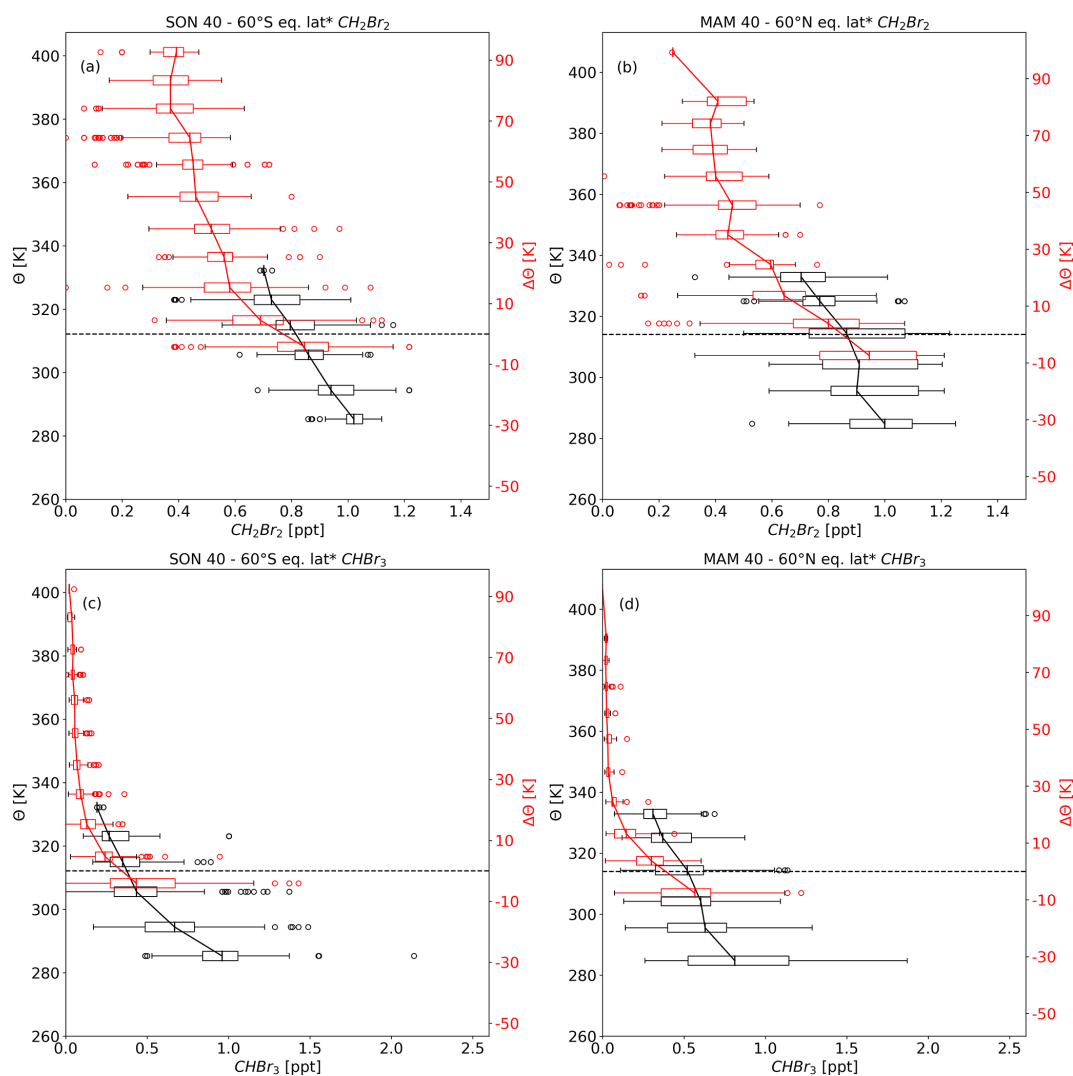 SON 40 - 60°S eq. lat* CH₂Br₂
(a)
400
380
360
340
320
300
280
260
Θ [K]
90
70
50
30
10
-10
-30
-50
ΔΘ [K]
0.0 0.2 0.4 0.6 0.8 1.0 1.2 1.4
CH₂Br₂ [ppt]
MAM 40 - 60°N eq. lat* CH₂Br₂
(b)
400
380
360
340
320
300
280
260
Θ [K]
90
70
50
30
10
-10
-30
-50
ΔΘ [K]
0.0 0.2 0.4 0.6 0.8 1.0 1.2 1.4
CH₂Br₂ [ppt]
SON 40 - 60°S eq. lat* CHBr₃
(c)
400
380
360
340
320
300
280
260
Θ [K]
90
70
50
30
10
-10
-30
-50
ΔΘ [K]
0.0 0.5 1.0 1.5 2.0 2.5
CHBr₃ [ppt]
MAM 40 - 60°N eq. lat* CHBr₃
(d)
400
380
360
340
320
300
280
260
Θ [K]
90
70
50
30
10
-10
-30
-50
ΔΘ [K]
0.0 0.5 1.0 1.5 2.0 2.5
CHBr₃ [ppt]